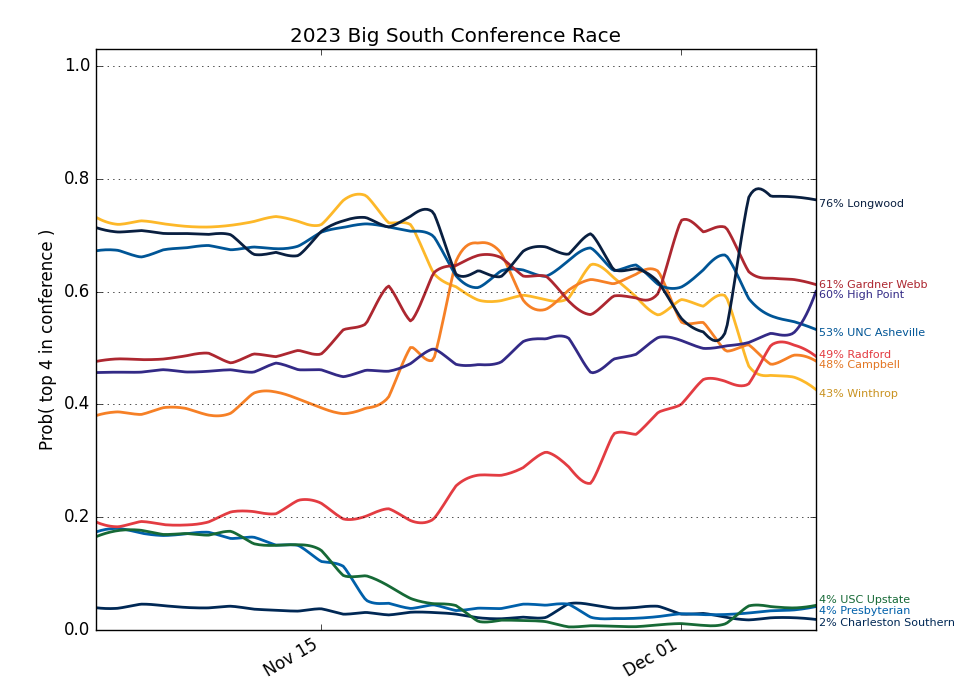 2023 Big South Conference Race
Prob( top 4 in conference )
1.0
0.8
0.6
0.4
0.2
0.0
Nov 15
Dec 01
76% Longwood
61% Gardner Webb
60% High Point
53% UNC Asheville
49% Radford
48% Campbell
43% Winthrop
4% USC Upstate
4% Presbyterian
2% Charleston Southern